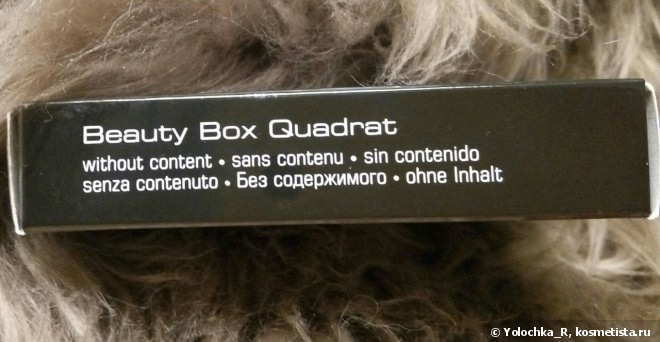 Beauty Box Quadrat
without content • sans contenu • sin contenido
senza contenuto • Без содержимого • ohne Inhalt
© Yolochka_R, kosmetista.ru